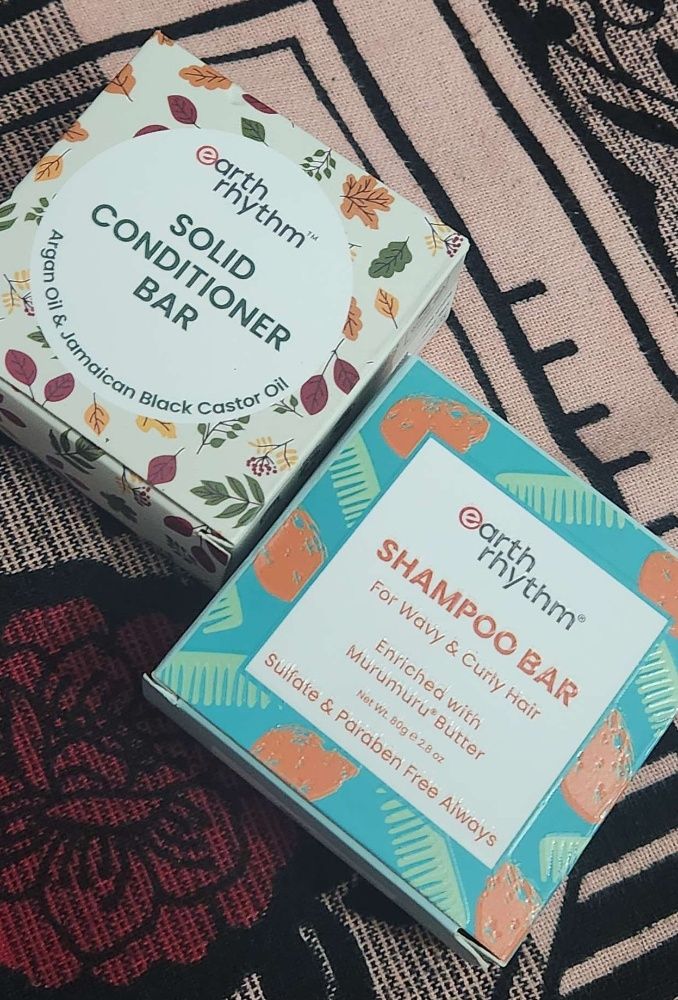 earth
rhythm™
SOLID
CONDITIONER
BAR
Argan Oil & Jamaican Black Castor Oil
earth
rhythm®
SHAMPOO BAR
For Wavy & Curly Hair
Enriched with
Murumuru® Butter
Net Wt. 80g e 2.8 oz
Sulfate & Paraben Free Always